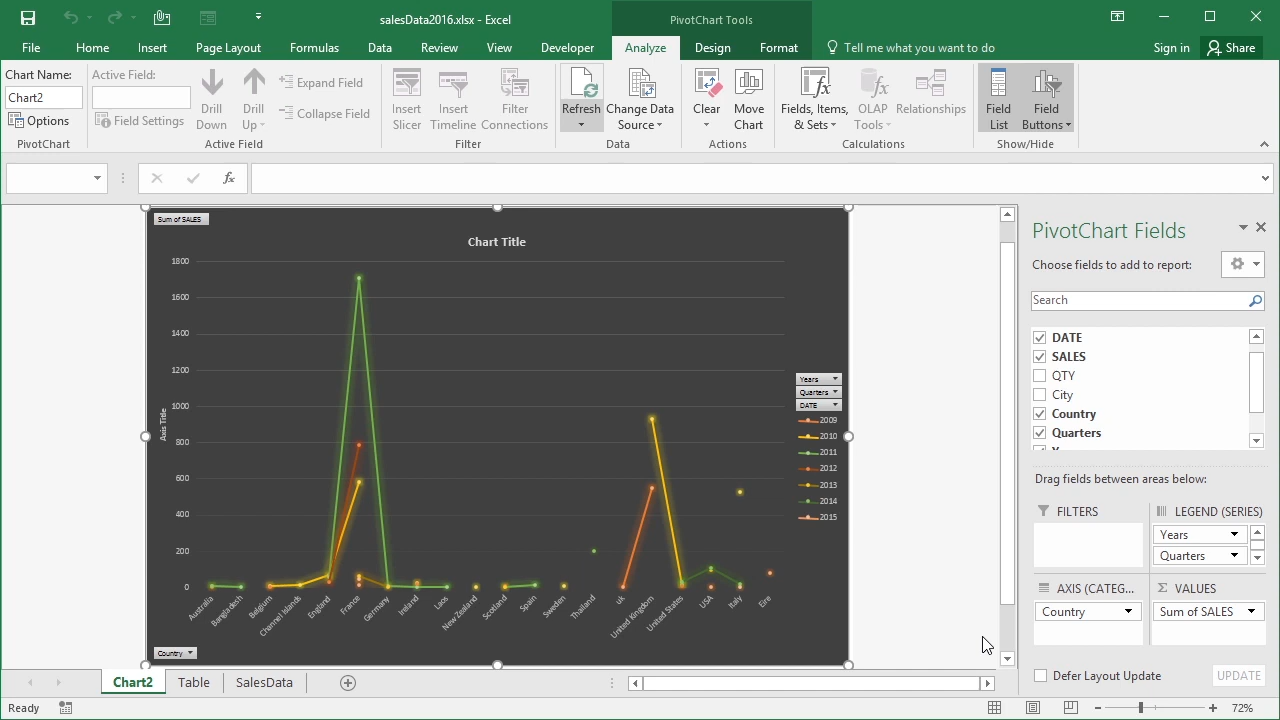 salesData2016.xlsx - Excel
PivotChart Tools
File
Home
Insert
Page Layout
Formulas
Data
Review
View
Developer
Analyze
Design
Format
Tell me what you want to do
Sign in
Share
Chart Name:
Chart2
Options
PivotChart
Active Field:
Field Settings
Drill Down
Drill Up
Expand Field
Collapse Field
Active Field
Insert Slicer
Insert Timeline
Filter Connections
Filter
Refresh
Change Data Source
Data
Clear
Move Chart
Actions
Fields, Items, & Sets
OLAP Tools
Relationships
Calculations
Field List
Field Buttons
Show/Hide
fx
Sum of SALES
Chart Title
1800
1600
1400
1200
1000
800
600
400
200
0
Axis Title
Australia
Bangladesh
Belgium
Channel Islands
England
France
Germany
Ireland
Laos
New Zealand
Scotland
Spain
Sweden
Thailand
uk
United Kingdom
United States
USA
Italy
Eire
Years
Quarters
DATE
2009
2010
2011
2012
2013
2014
2015
Country
PivotChart Fields
Choose fields to add to report:
Search
DATE
SALES
QTY
City
Country
Quarters
Drag fields between areas below:
FILTERS
LEGEND (SERIES)
Years
Quarters
AXIS (CATEG...
VALUES
Country
Sum of SALES
Defer Layout Update
UPDATE
Chart2
Table
SalesData
Ready
72%